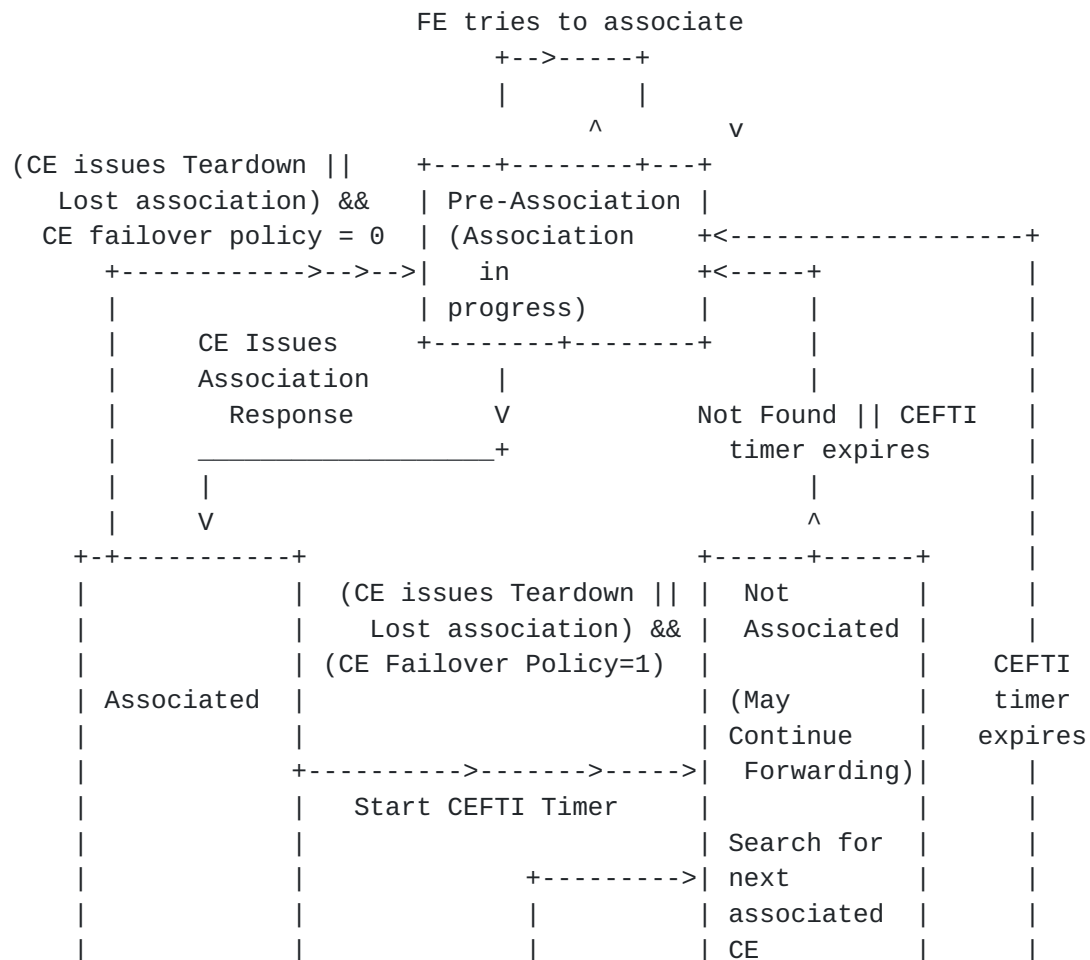 FE tries to associate
+-->-----+
|        |
^        v
(CE issues Teardown ||    +----+--------+---+
Lost association) &&   | Pre-Association |
CE failover policy = 0  | (Association    +<-------------------+
+------------>-->-->|   in            +<-----+             |
|                   | progress)       |      |             |
|     CE Issues     +--------+--------+      |             |
|     Association        |                   |             |
|       Response         V            Not Found || CEFTI   |
|     ___________________+              timer expires      |
|     |                                      |             |
|     V                                      ^             |
+-+-----------+                          +------+------+      |
|             |  (CE issues Teardown || |  Not        |      |
|             |    Lost association) && |  Associated |      |
|             | (CE Failover Policy=1)  |             |    CEFTI
| Associated  |                         | (May        |    timer
|             |                         | Continue    |   expires
|             +---------->------->----->|  Forwarding)|      |
|             |   Start CEFTI Timer     |             |      |
|             |                         | Search for  |      |
|             |              +--------->| next        |      |
|             |              |          | associated  |      |
|             |              |          | CE          |      |